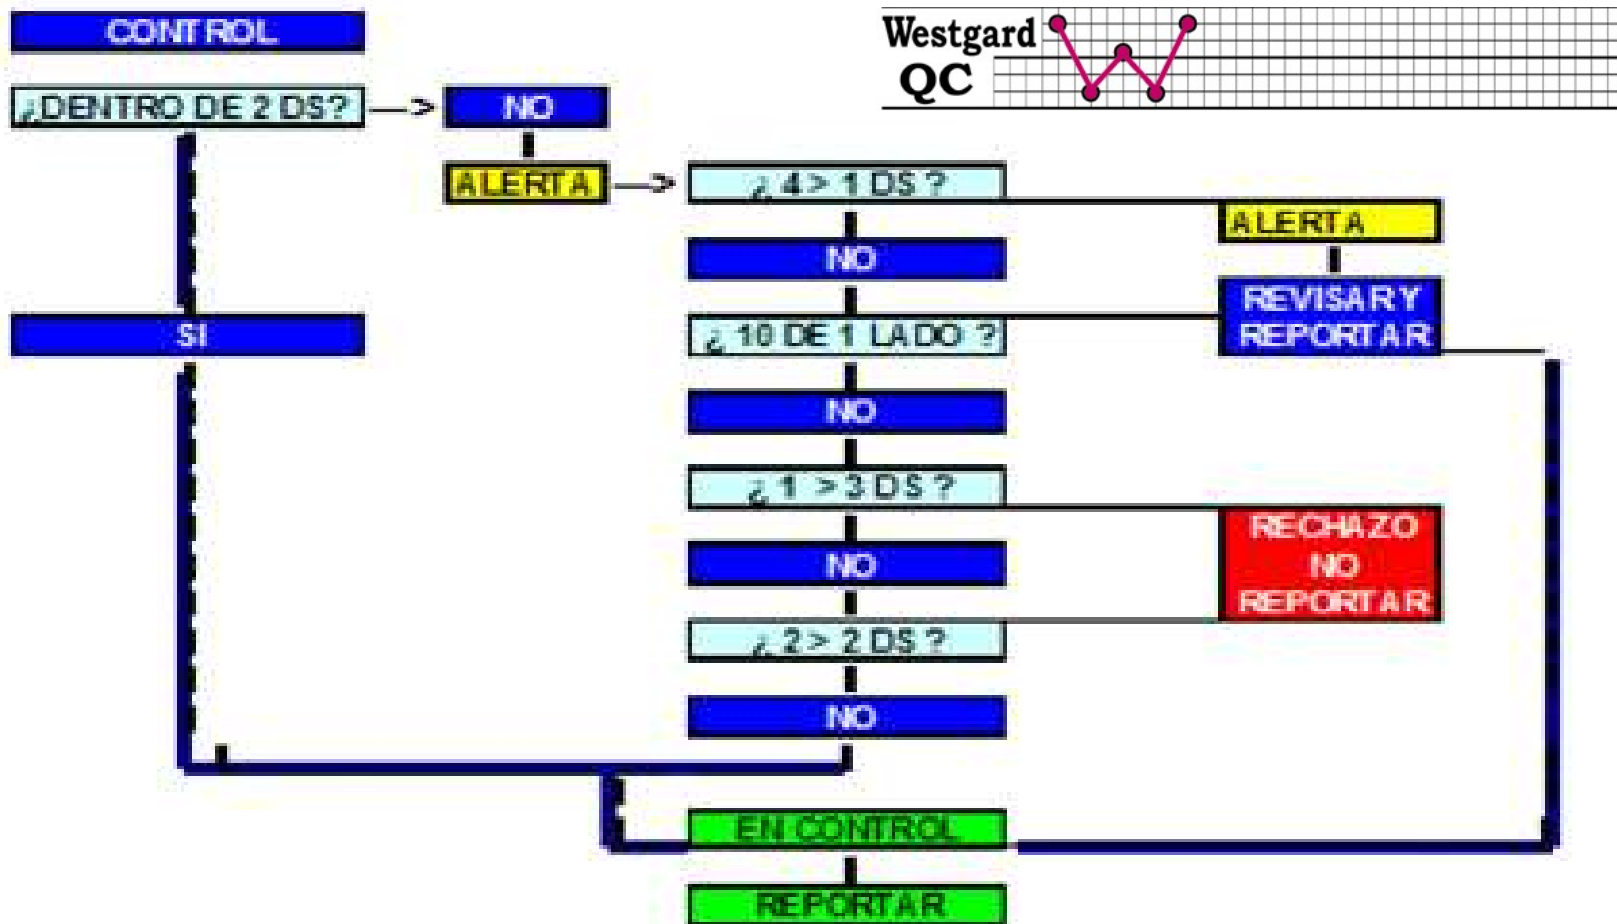 CONTROL
Westgard
QC
¿DENTRO DE 2 DS?
NO
ALERTA
¿ 4 > 1 DS ?
ALERTA
NO
REVISAR Y
REPORTAR
SI
¿ 10 DE 1 LADO ?
NO
¿ 1 > 3 DS ?
RECHAZO
NO
REPORTAR
NO
¿ 2 > 2 DS ?
NO
EN CONTROL
REPORTAR